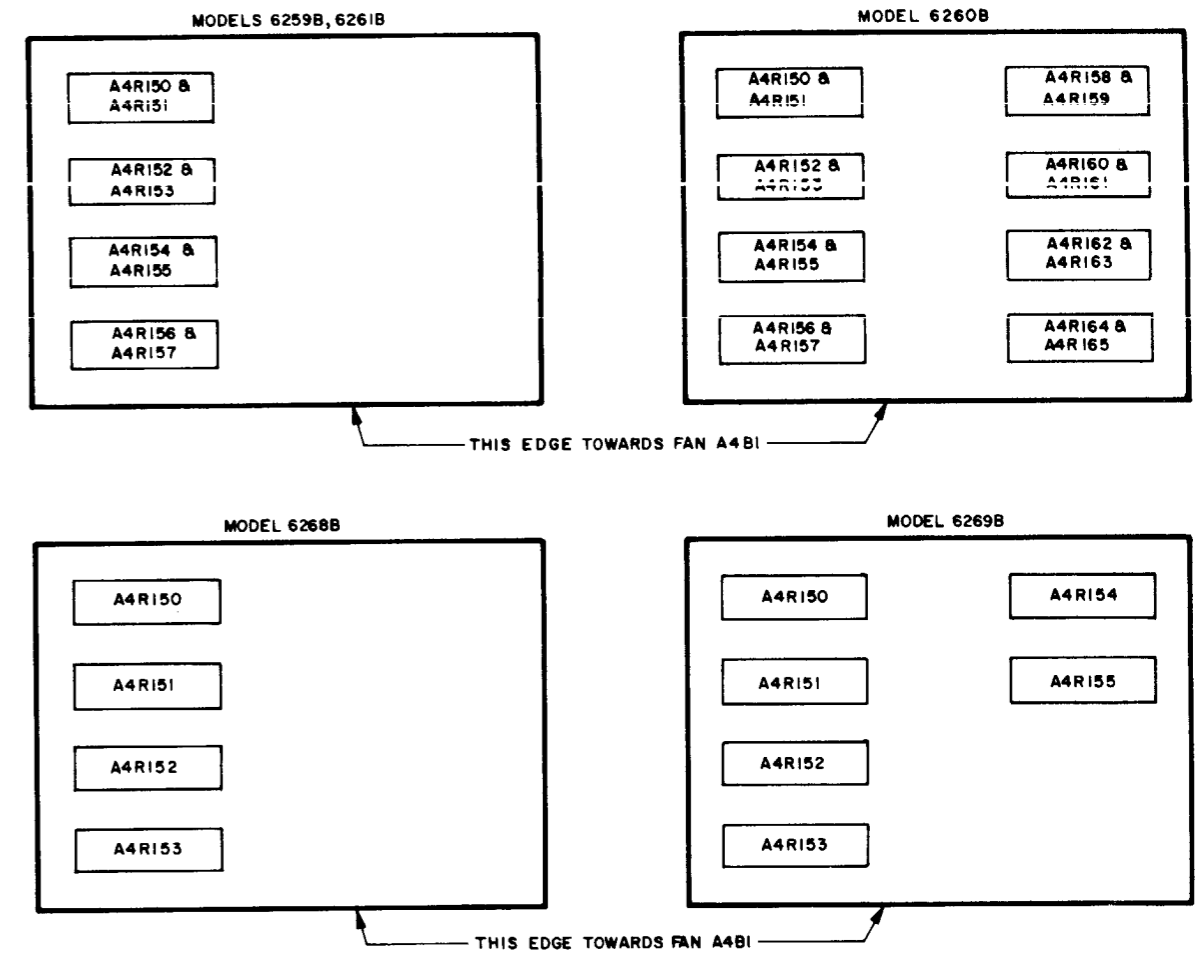 MODELS 6259B, 6261B
A4R150 &
A4R151
A4R152 &
A4R153
A4R154 &
A4R155
A4R156 &
A4R157
MODEL 6260B
A4R150 &
A4R151
A4R152 &
A4R153
A4R154 &
A4R155
A4R156 &
A4R157
A4R158 &
A4R159
A4R160 &
A4R161
A4R162 &
A4R163
A4R164 &
A4R165
THIS EDGE TOWARDS FAN A4B1
MODEL 6268B
A4R150
A4R151
A4R152
A4R153
MODEL 6269B
A4R150
A4R151
A4R152
A4R153
A4R154
A4R155
THIS EDGE TOWARDS FAN A4B1